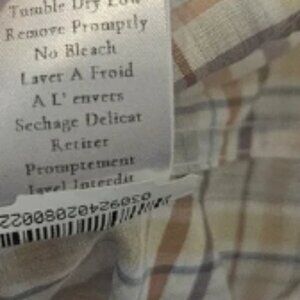 Tumble Dry Low
Remove Promptly
No Bleach
Laver A Froid
A L' envers
Sechage Delicat
Retirer
Promptement
Javel Interdit